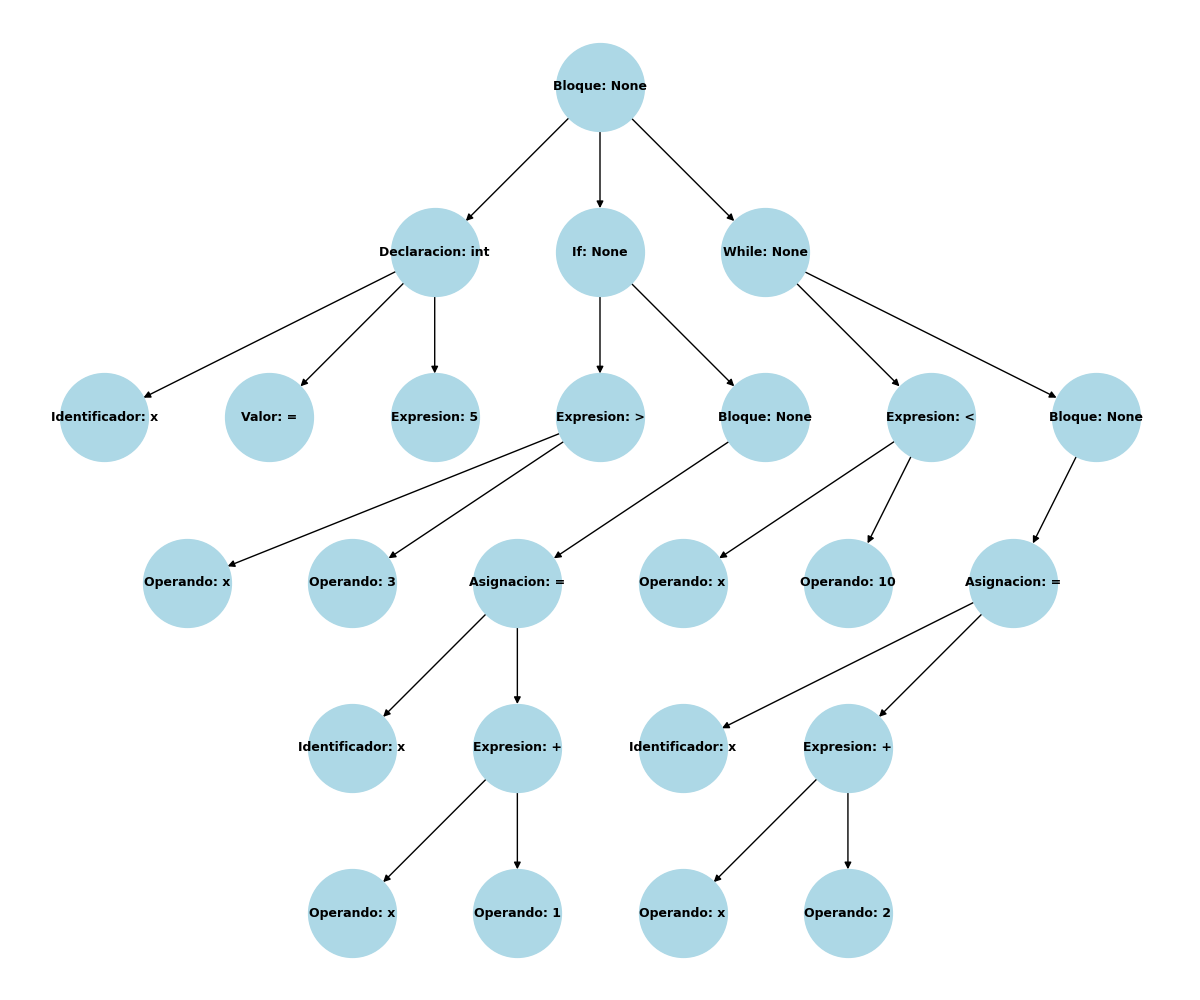 Bloque: None
Declaracion: int
If: None
While: None
Identificador: x
Valor: =
Expresion: 5
Expresion: >
Bloque: None
Expresion: <
Bloque: None
Operando: x
Operando: 3
Asignacion: =
Operando: x
Operando: 10
Asignacion: =
Identificador: x
Expresion: +
Identificador: x
Expresion: +
Operando: x
Operando: 1
Operando: x
Operando: 2